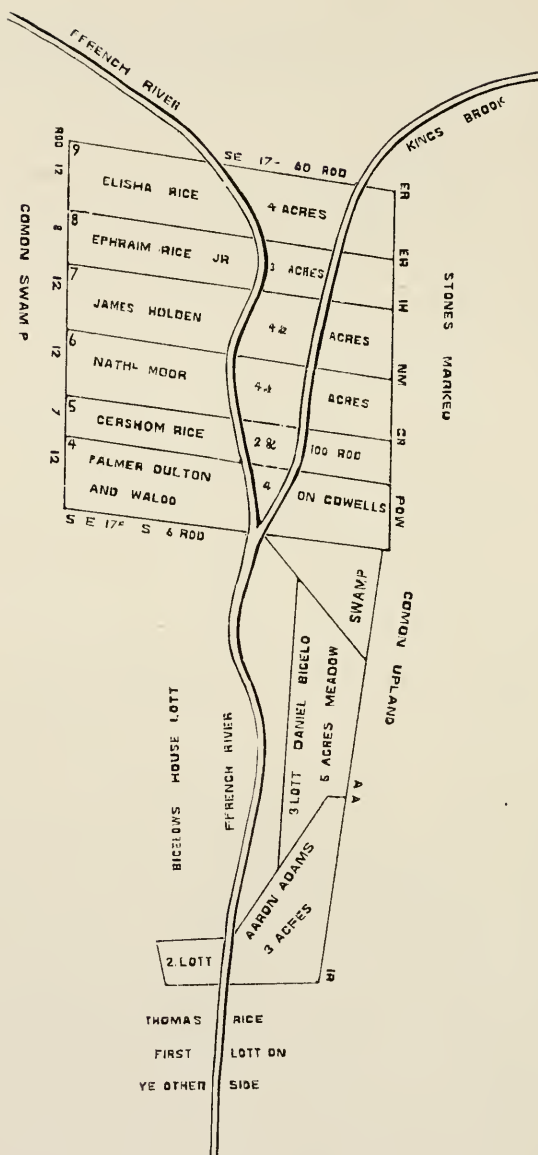 FFRENCH RIVER
KINGS BROOK
SE 17- 60 ROD
ROD 12 8 12 12 7 12
COMON SWAMP
9 ELISHA RICE 4 ACRES ER
8 EPHRAIM RICE JR 3 ACRES ER
7 JAMES HOLDEN 4½ ACRES IH
6 NATHL MOOR 4½ ACRES NM
5 GERSHOM RICE 2 & 100 ROD GR
4 PALMER DULTON 4 ON COWELLS POW
AND WALDO
STONES MARKED
S E 17F S 6 ROD
SWAMP
COMON UPLAND
3 LOTT DANIEL BIGELO
5 ACRES MEADOW
A A
BIGELOWS HOUSE LOTT
FFRENCH RIVER
AARON ADAMS
3 ACRES
2. LOTT
IR
THOMAS RICE
FIRST LOTT ON
YE OTHER SIDE